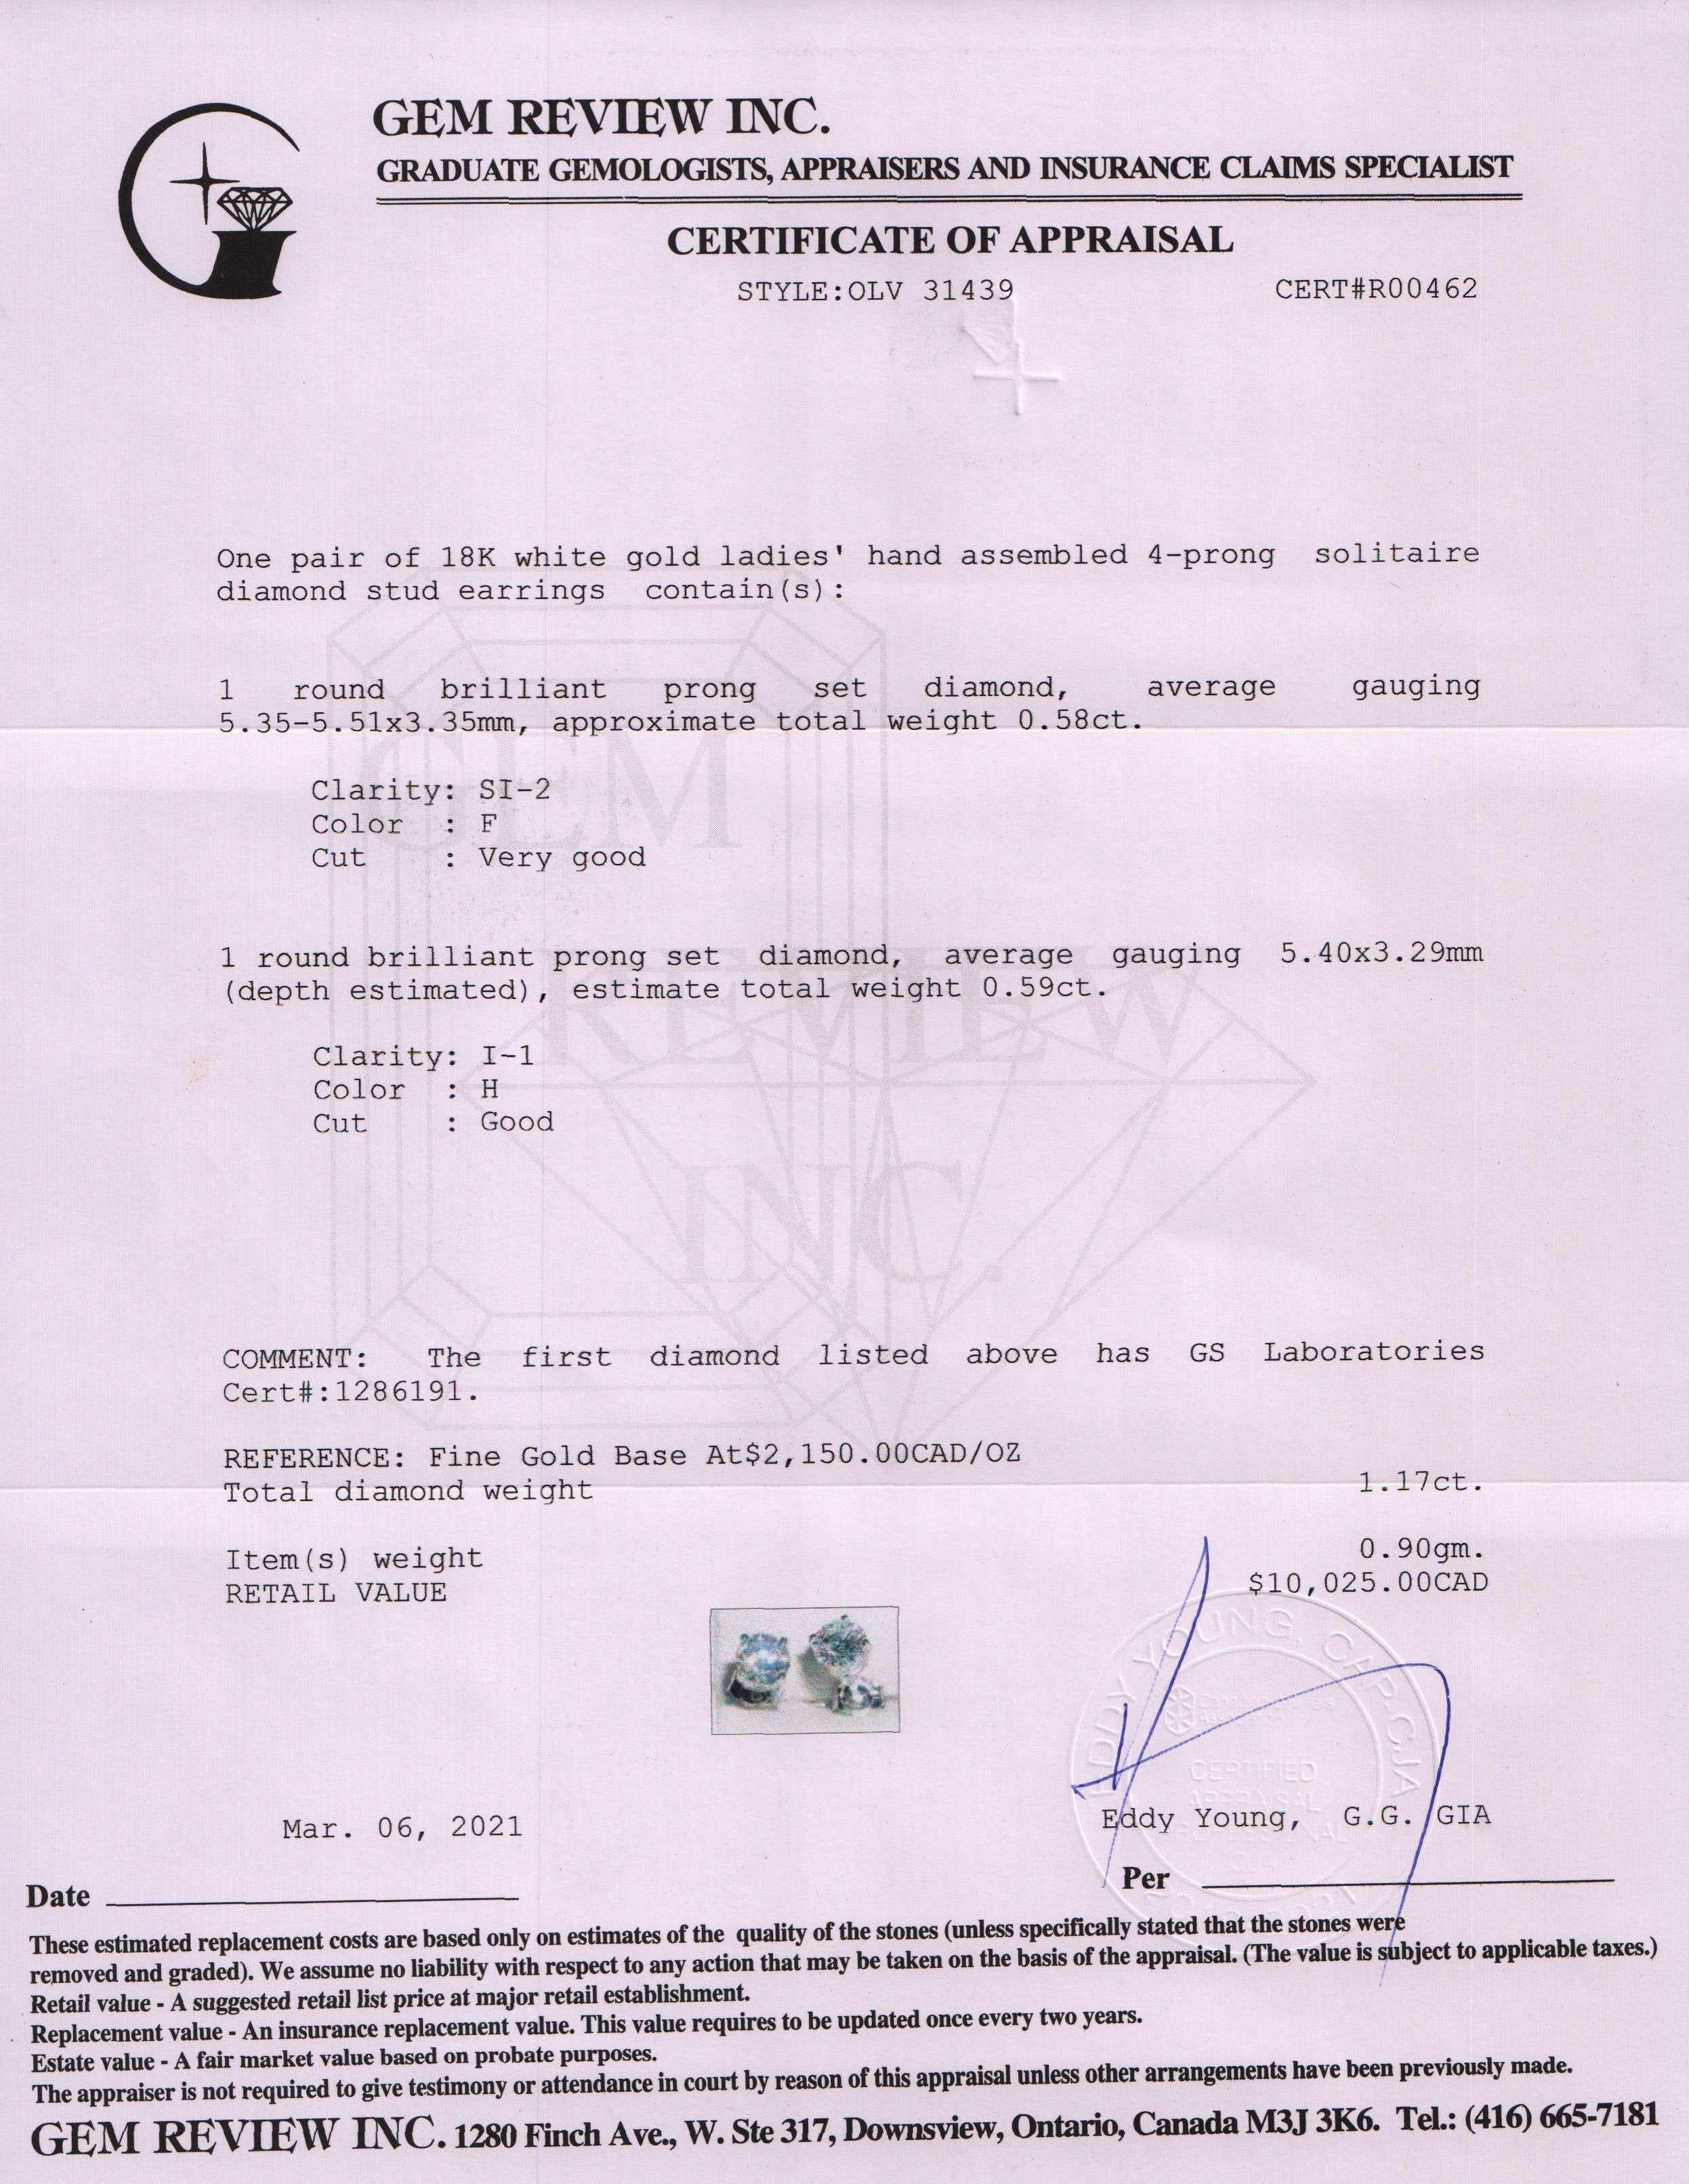 GEM REVIEW INC.
GRADUATE GEMOLOGISTS, APPRAISERS AND INSURANCE CLAIMS SPECIALIST
CERTIFICATE OF APPRAISAL
STYLE:OLV 31439 CERT#R00462
One pair of 18K white gold ladies' hand assembled 4-prong solitaire
diamond stud earrings contain(s):
1 round brilliant prong set diamond, average gauging
5.35-5.51x3.35mm, approximate total weight 0.58ct.
Clarity: SI-2
Color : F
Cut : Very good
1 round brilliant prong set diamond, average gauging 5.40x3.29mm
(depth estimated), estimate total weight 0.59ct.
Clarity: I-1
Color : H
Cut : Good
GEM
REVIEW
INC.
COMMENT: The first diamond listed above has GS Laboratories
Cert#:1286191.
REFERENCE: Fine Gold Base At$2,150.00CAD/OZ
Total diamond weight 1.17ct.
Item(s) weight 0.90gm.
RETAIL VALUE $10,025.00CAD
EDDY YOUNG, CAP-CJA
CERTIFIED
APPRAISAL
Mar. 06, 2021 Eddy Young, G.G. GIA
Date Per
These estimated replacement costs are based only on estimates of the quality of the stones (unless specifically stated that the stones were
removed and graded). We assume no liability with respect to any action that may be taken on the basis of the appraisal. (The value is subject to applicable taxes.)
Retail value - A suggested retail list price at major retail establishment.
Replacement value - An insurance replacement value. This value requires to be updated once every two years.
Estate value - A fair market value based on probate purposes.
The appraiser is not required to give testimony or attendance in court by reason of this appraisal unless other arrangements have been previously made.
GEM REVIEW INC. 1280 Finch Ave., W. Ste 317, Downsview, Ontario, Canada M3J 3K6. Tel.: (416) 665-7181